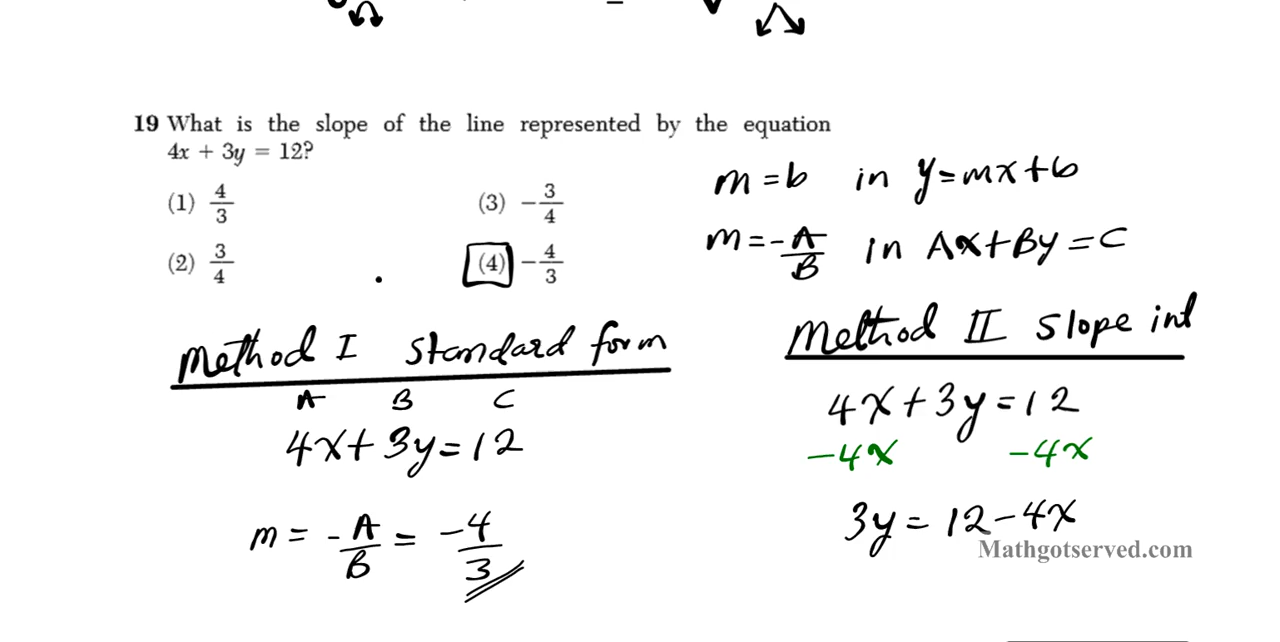 19 What is the slope of the line represented by the equation
4x + 3y = 12?
(1) 4/3
(3) -3/4
(2) 3/4
(4) -4/3
m = b in y = mx + b
m = -A/B in Ax + By = C
Method I Standard form
A B C
4x + 3y = 12
m = -A/B = -4/3
Method II Slope int
4x + 3y = 12
-4x -4x
3y = 12 - 4x
Mathgotserved.com